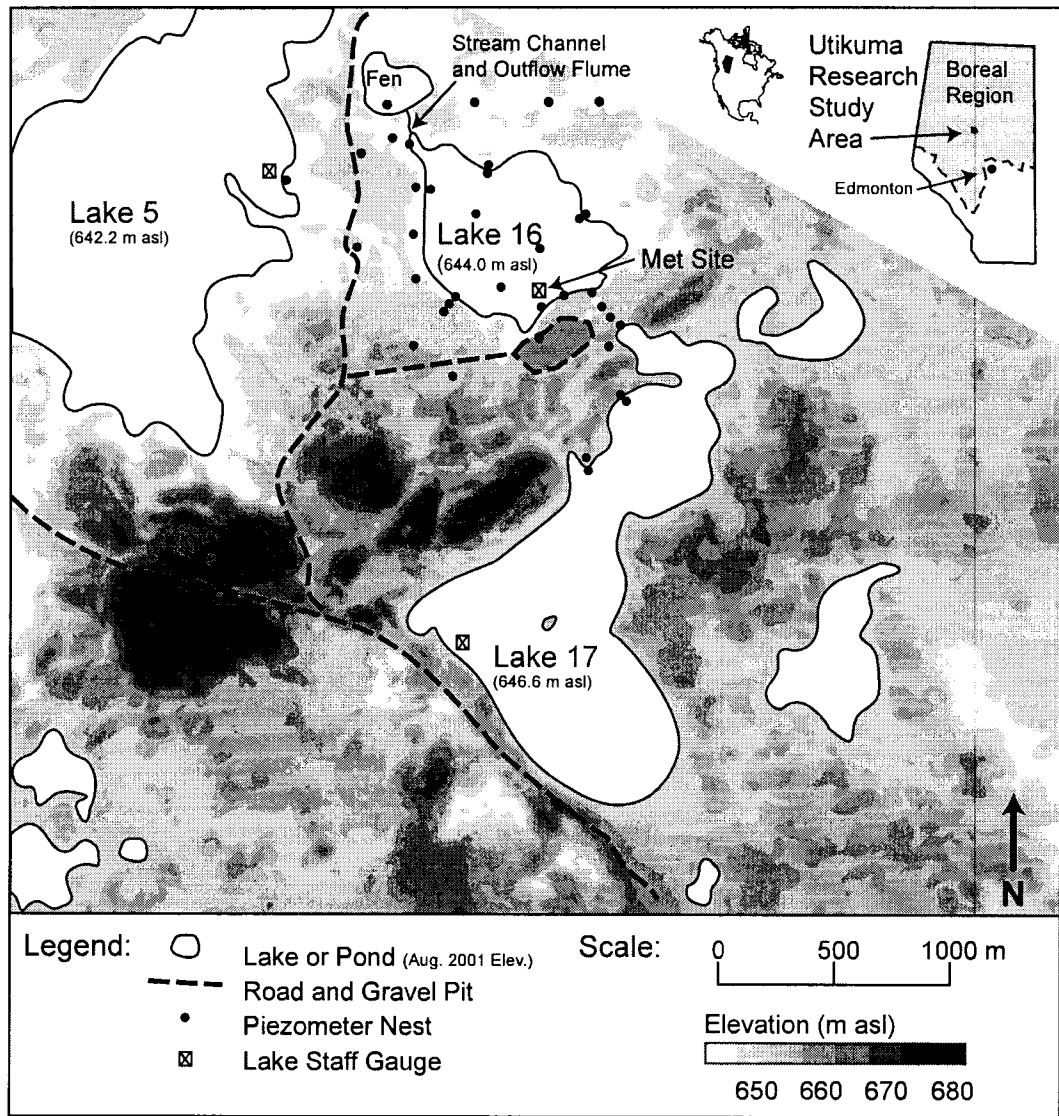 Fen
Stream Channel
and Outflow Flume
Utikuma
Research
Study
Area
Boreal
Region
Edmonton
Lake 5
(642.2 m asl)
Lake 16
(644.0 m asl)
Met Site
Lake 17
(646.6 m asl)
N
Legend:
Lake or Pond (Aug. 2001 Elev.)
Road and Gravel Pit
Piezometer Nest
Lake Staff Gauge
Scale:
0 500 1000 m
Elevation (m asl)
650 660 670 680